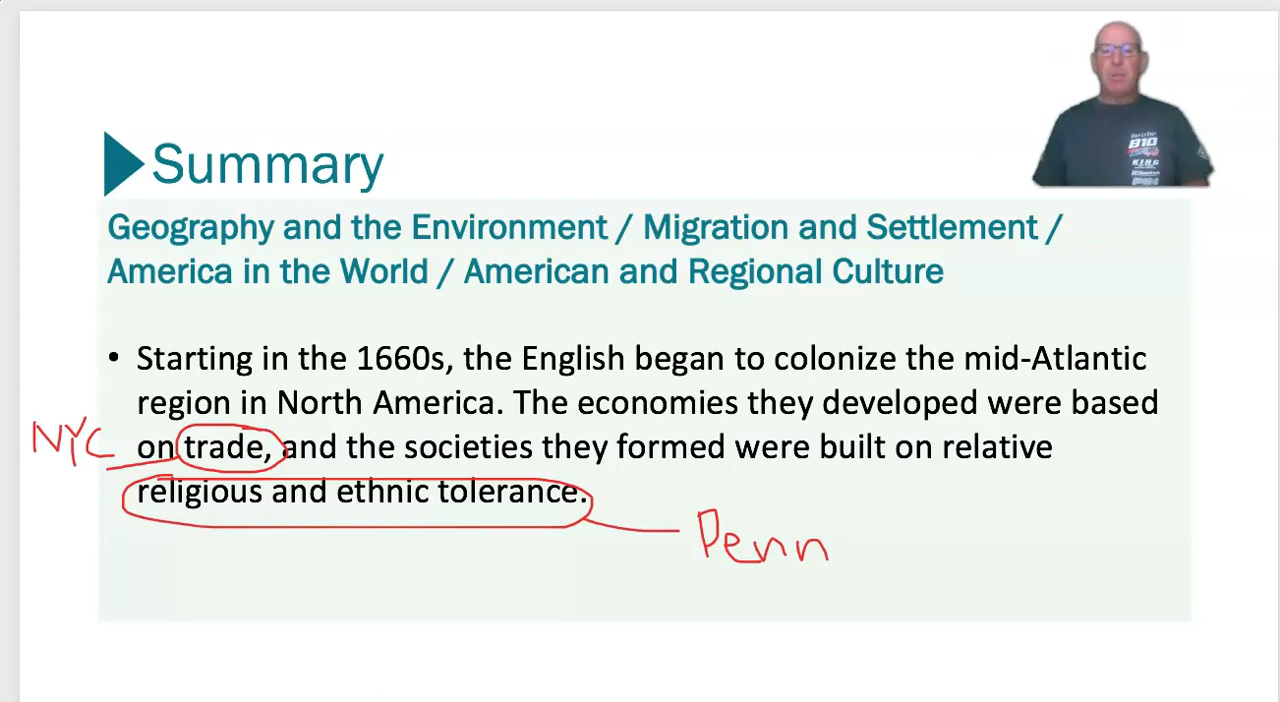 Summary
Geography and the Environment / Migration and Settlement /
America in the World / American and Regional Culture
• Starting in the 1660s, the English began to colonize the mid-Atlantic
region in North America. The economies they developed were based
NYC
on trade, and the societies they formed were built on relative
religious and ethnic tolerance.
Penn
810
KING